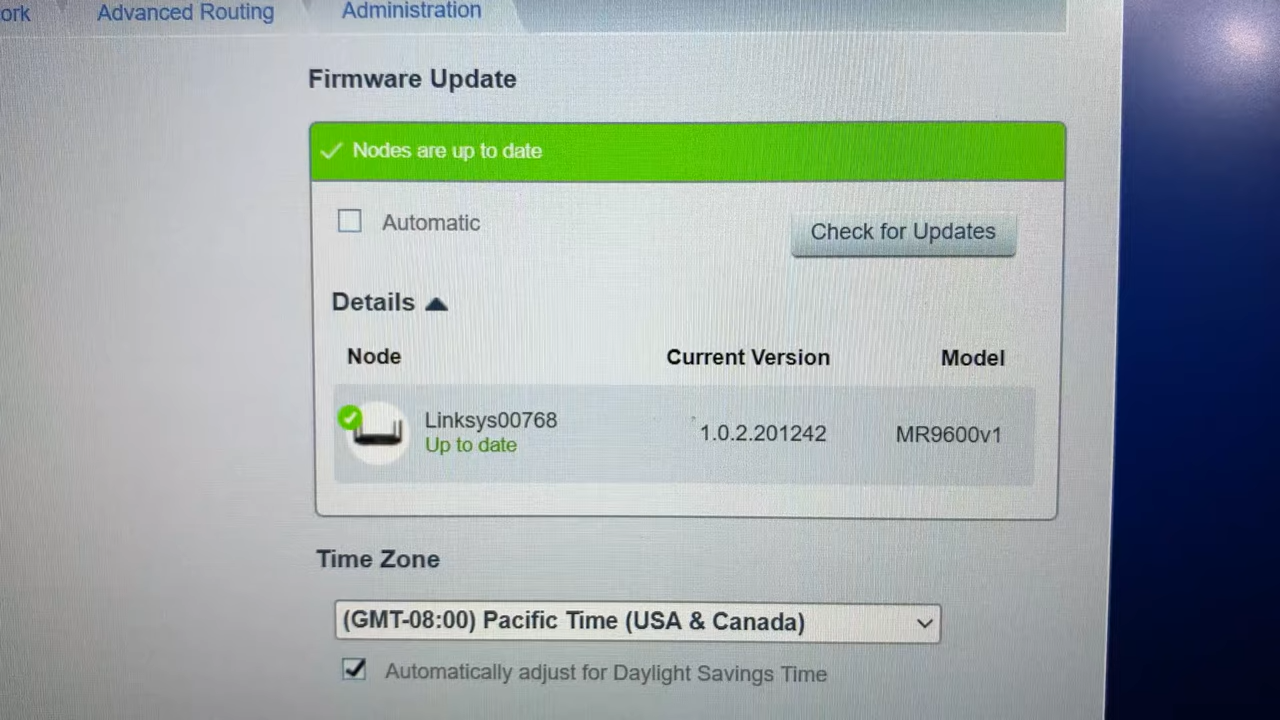 Advanced Routing
Administration
Firmware Update
Nodes are up to date
Automatic
Check for Updates
Details
Node Current Version Model
Linksys00768
Up to date
1.0.2.201242 MR9600v1
Time Zone
(GMT-08:00) Pacific Time (USA & Canada)
Automatically adjust for Daylight Savings Time